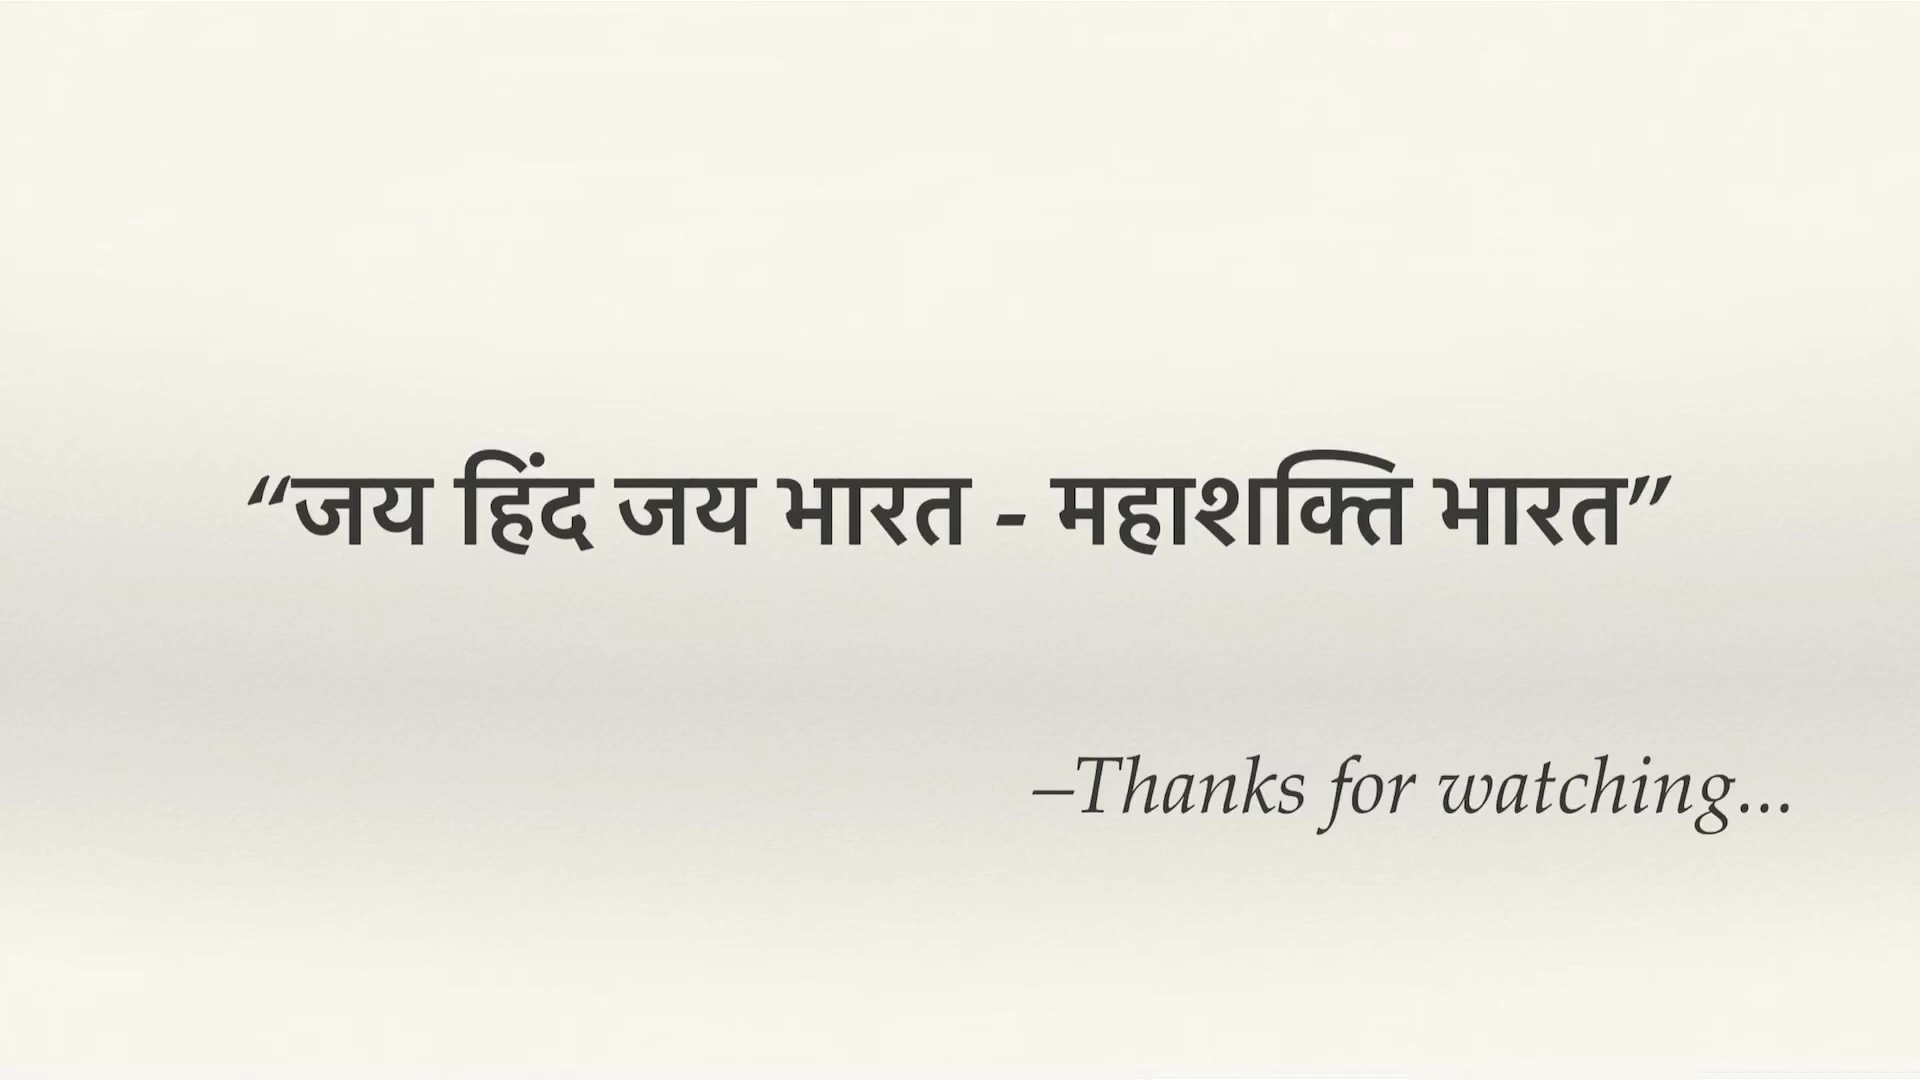 “जय हिंद जय भारत - महाशक्ति भारत”
–Thanks for watching...